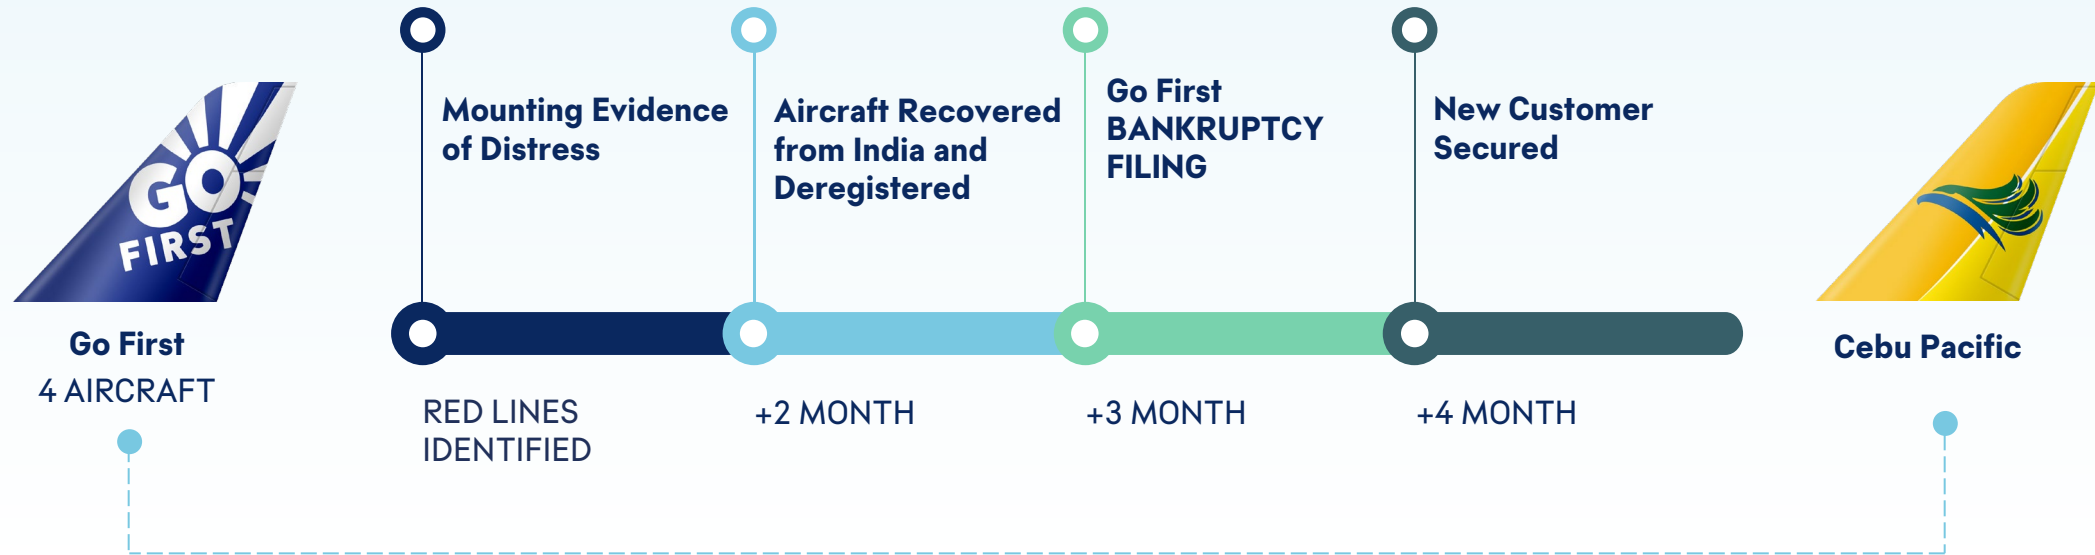 GO
FIRST
Go First
4 AIRCRAFT
Mounting Evidence
of Distress
RED LINES
IDENTIFIED
Aircraft Recovered
from India and
Deregistered
+2 MONTH
Go First
BANKRUPTCY
FILING
+3 MONTH
New Customer
Secured
+4 MONTH
Cebu Pacific